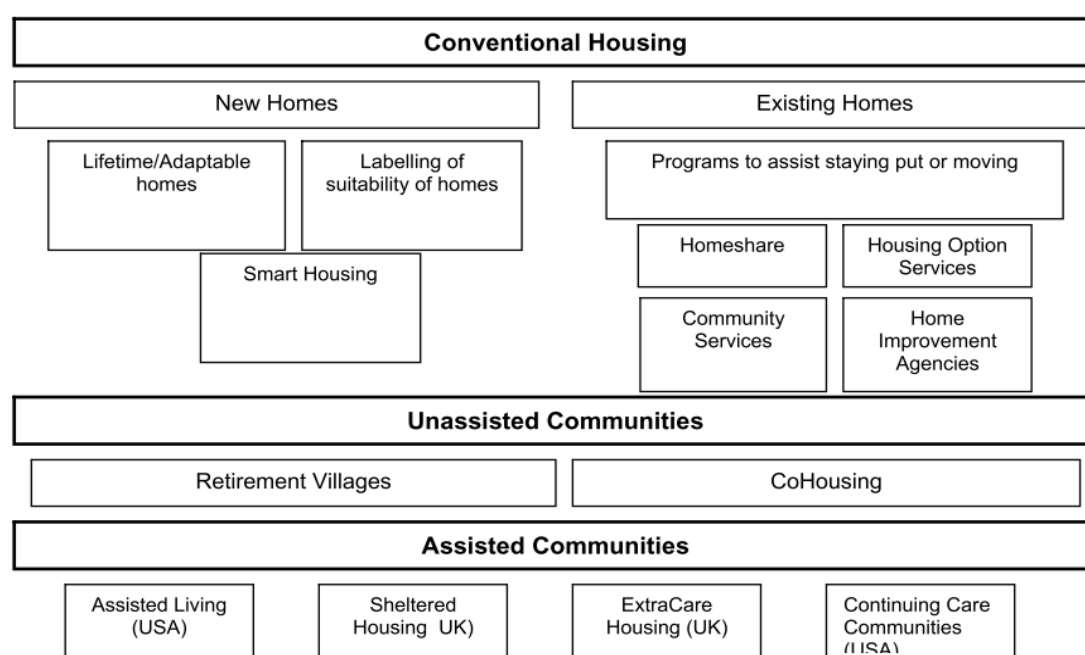 Conventional Housing
New Homes
Existing Homes
Lifetime/Adaptable
homes
Labelling of
suitability of homes
Smart Housing
Programs to assist staying put or moving
Homeshare
Housing Option
Services
Community
Services
Home
Improvement
Agencies
Unassisted Communities
Retirement Villages
CoHousing
Assisted Communities
Assisted Living
(USA)
Sheltered
Housing  UK)
ExtraCare
Housing (UK)
Continuing Care
Communities
(USA)